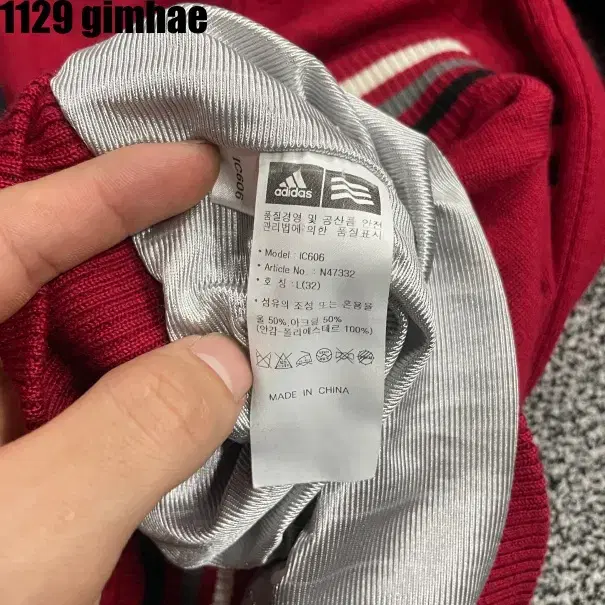 1129 gimhae
IC606
adidas
품질경영 및 공산품 안전
관리법에 의한 품질표시
• Model : IC606
• Article No : N47332
• 호 칭 : L(32)
• 섬유의 조성 또는 혼용율
울 50%, 아크릴 50%
(안감-폴리에스테르 100%)
MADE IN CHINA